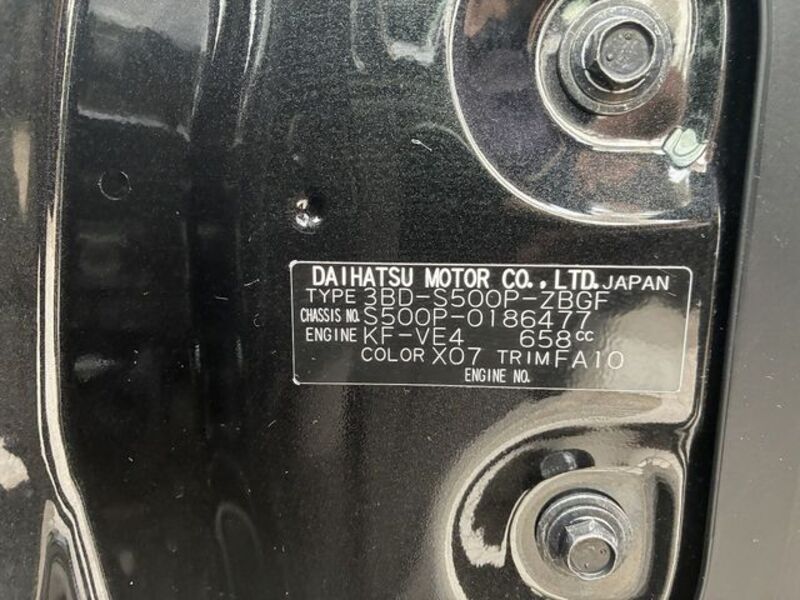 DAIHATSU MOTOR CO., LTD. JAPAN
TYPE 3BD-S500P-ZBGF
CHASSIS NO. S500P-0186477
ENGINE KF-VE4 658CC
COLOR X07 TRIM FA10
ENGINE NO.